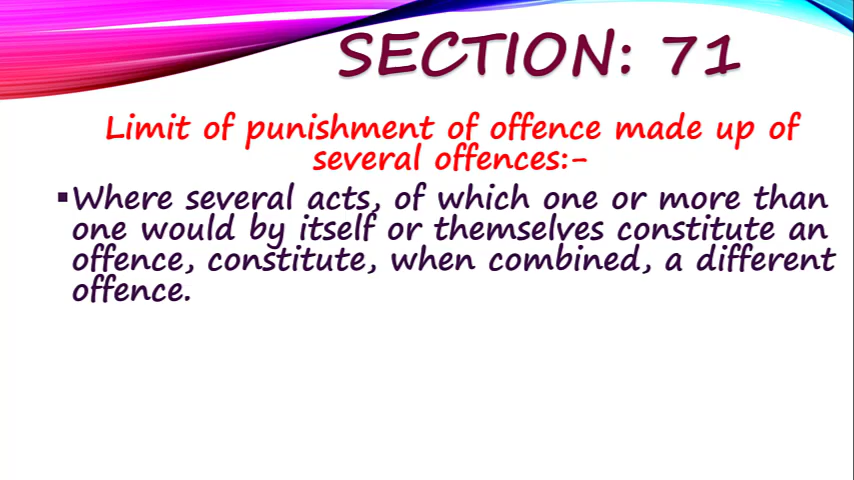 SECTION: 71
Limit of punishment of offence made up of
several offences:-
▪Where several acts, of which one or more than
one would by itself or themselves constitute an
offence, constitute, when combined, a different
offence.